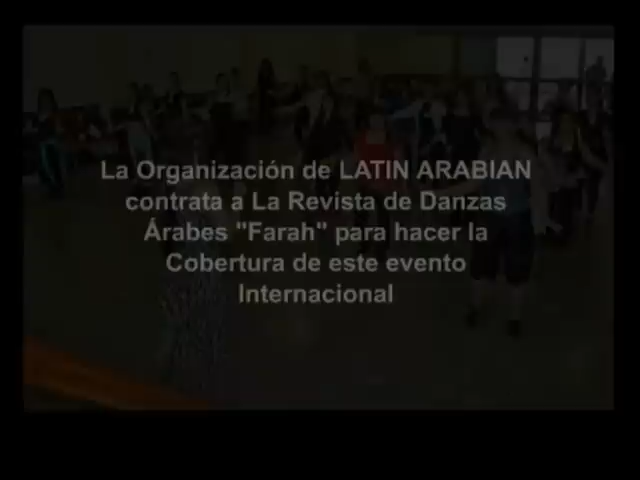 La Organización de LATIN ARABIAN
contrata a La Revista de Danzas
Árabes "Farah" para hacer la
Cobertura de este evento
Internacional